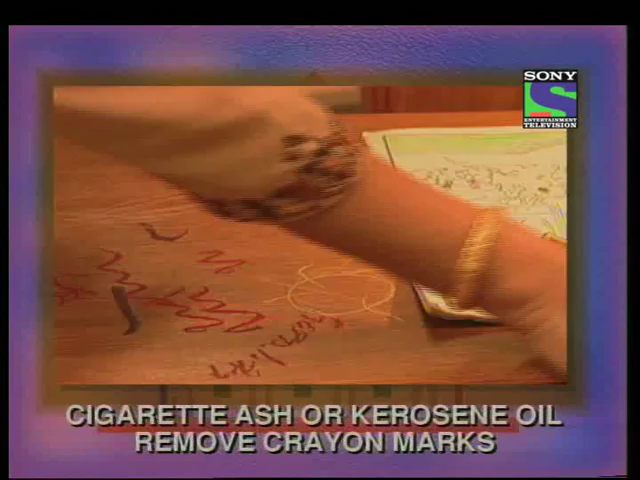 SONY
ENTERTAINMENT
TELEVISION
CIGARETTE ASH OR KEROSENE OIL
REMOVE CRAYON MARKS